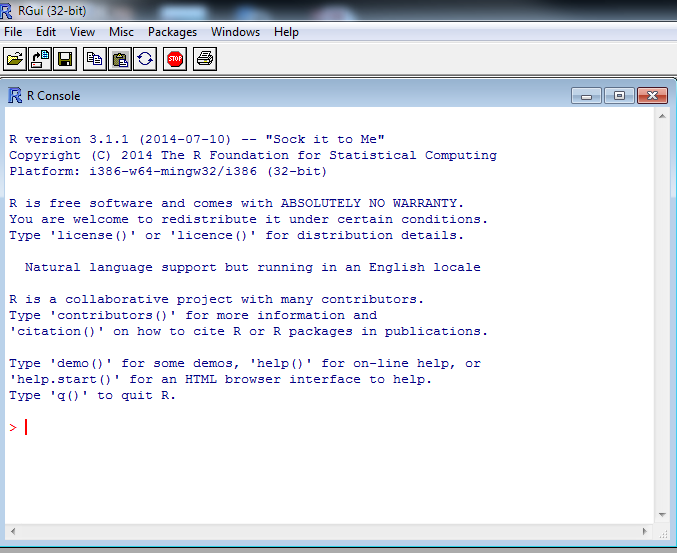 RGui (32-bit)
File Edit View Misc Packages Windows Help
STOP
R Console
R version 3.1.1 (2014-07-10) -- "Sock it to Me"
Copyright (C) 2014 The R Foundation for Statistical Computing
Platform: i386-w64-mingw32/i386 (32-bit)
R is free software and comes with ABSOLUTELY NO WARRANTY.
You are welcome to redistribute it under certain conditions.
Type 'license()' or 'licence()' for distribution details.
Natural language support but running in an English locale
R is a collaborative project with many contributors.
Type 'contributors()' for more information and
'citation()' on how to cite R or R packages in publications.
Type 'demo()' for some demos, 'help()' for on-line help, or
'help.start()' for an HTML browser interface to help.
Type 'q()' to quit R.
>